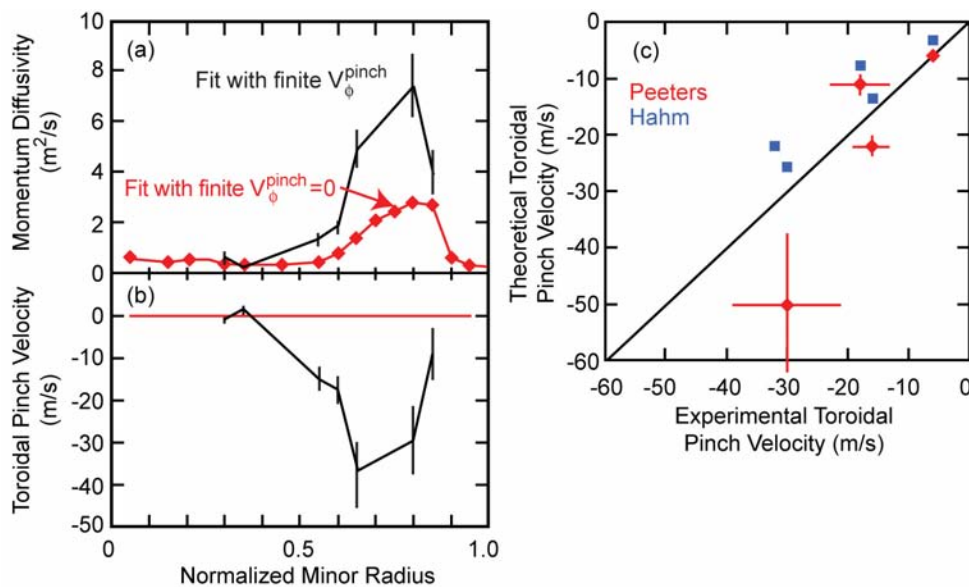 10
8
6
4
2
0
Momentum Diffusivity
(m²/s)
(a)
Fit with finite V_ϕ^pinch
Fit with finite V_ϕ^pinch=0
(b)
0
-10
-20
-30
-40
-50
Toroidal Pinch Velocity
(m/s)
0 0.5 1.0
Normalized Minor Radius
(c)
Peeters
Hahm
0
-10
-20
-30
-40
-50
-60
Theoretical Toroidal
Pinch Velocity (m/s)
-60 -50 -40 -30 -20 -10 0
Experimental Toroidal
Pinch Velocity (m/s)